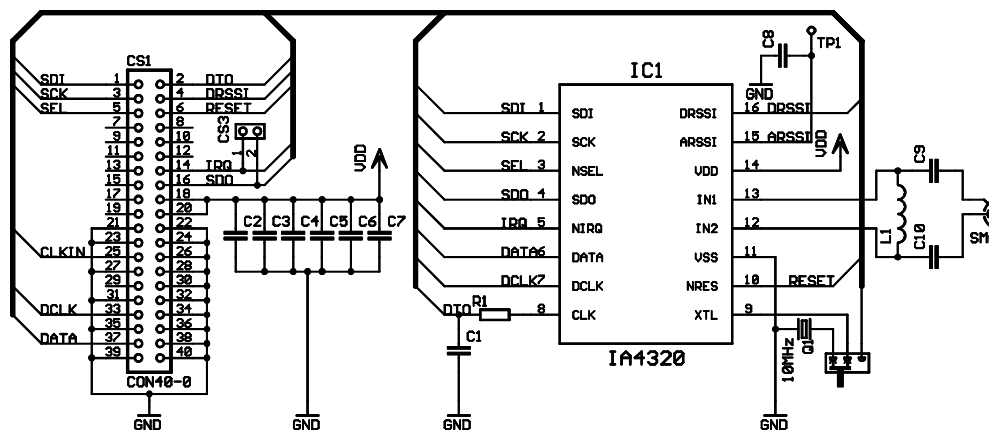 CS1
SDI 1 2 DTO
SCK 3 4 DRSSI
SEL 5 6 RESET
7 8
9 10
11 12
13 14 IRQ
15 16 SDO
17 18
19 20
21 22
23 24
CLKIN 25 26
27 28
29 30
31 32
DCLK 33 34
35 36
DATA 37 38
39 40
CON40-0
GND
CS3
1 2
VDD
C2 C3 C4 C5 C6 C7
GND
IC1
SDI 1 SDI DRSSI 16 DRSSI
SCK 2 SCK ARSSI 15 ARSSI
SEL 3 NSEL VDD 14
SDO 4 SDO IN1 13
IRQ 5 NIRQ IN2 12
DATA6 DATA VSS 11
DCLK7 DCLK NRES 10 RESET
DTO R1 8 CLK XTL 9
IA4320
C1
GND
C8
TP1
GND
VDD
C9
L1
C10
SM
10MHz
Q1
GND